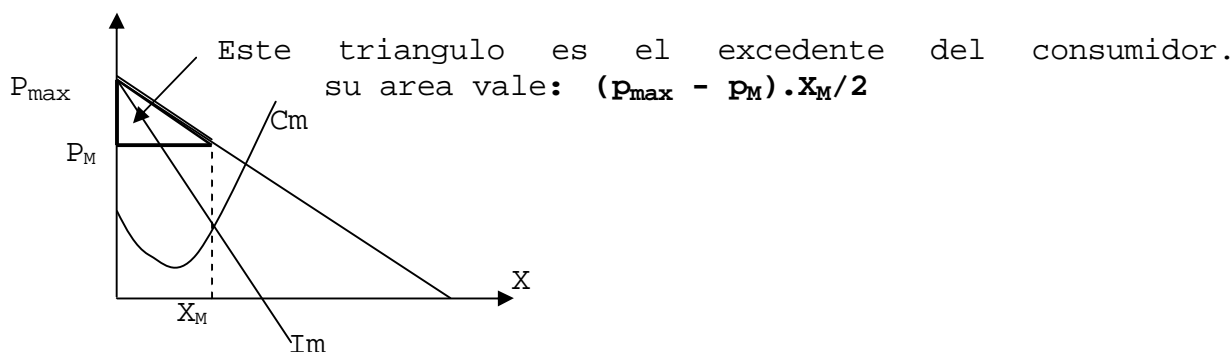 Este triangulo es el excedente del consumidor.
su area vale: (pmax - pM).XM/2
Pmax
Cm
PM
X
XM
Im